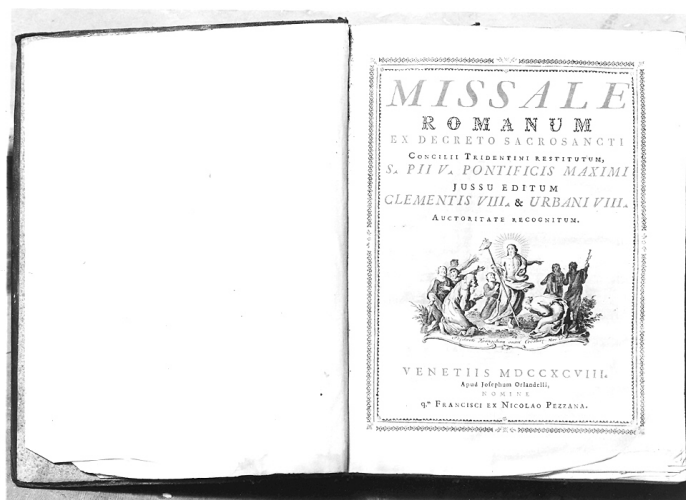 MISSALE
ROMANUM
EX DECRETO SACROSANCTI
CONCILII TRIDENTINI RESTITUTUM,
S. PII V. PONTIFICIS MAXIMI
JUSSU EDITUM
CLEMENTIS VIII. & URBANI VIII.
AUCTORITATE RECOGNITUM.
VENETIIS MDCCXCVIII.
Apud Josephum Orlandelli,
NOMINE
q.m FRANCISCI EX NICOLAO PEZZANA.